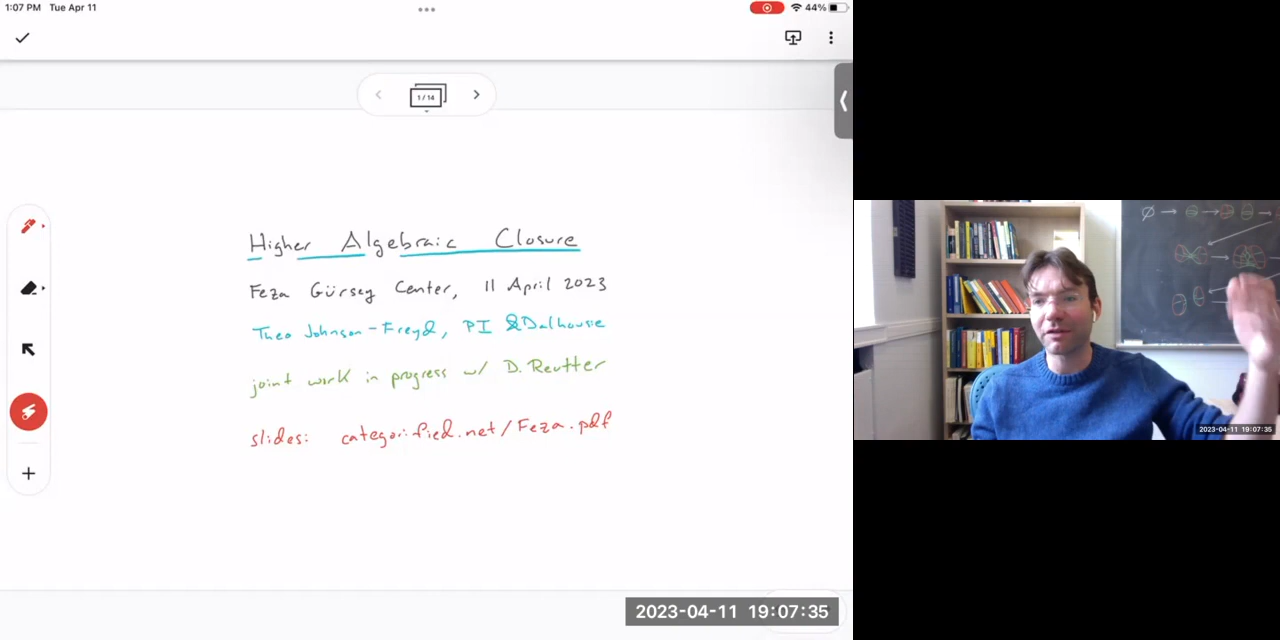 1:07 PM Tue Apr 11
44%
1 / 14
Higher Algebraic Closure
Feza Gürsey Center, 11 April 2023
Theo Johnson-Freyd, PI & Dalhousie
joint work in progress w/ D. Reutter
slides: categorified.net/Feza.pdf
2023-04-11 19:07:35
2023-04-11 19:07:35